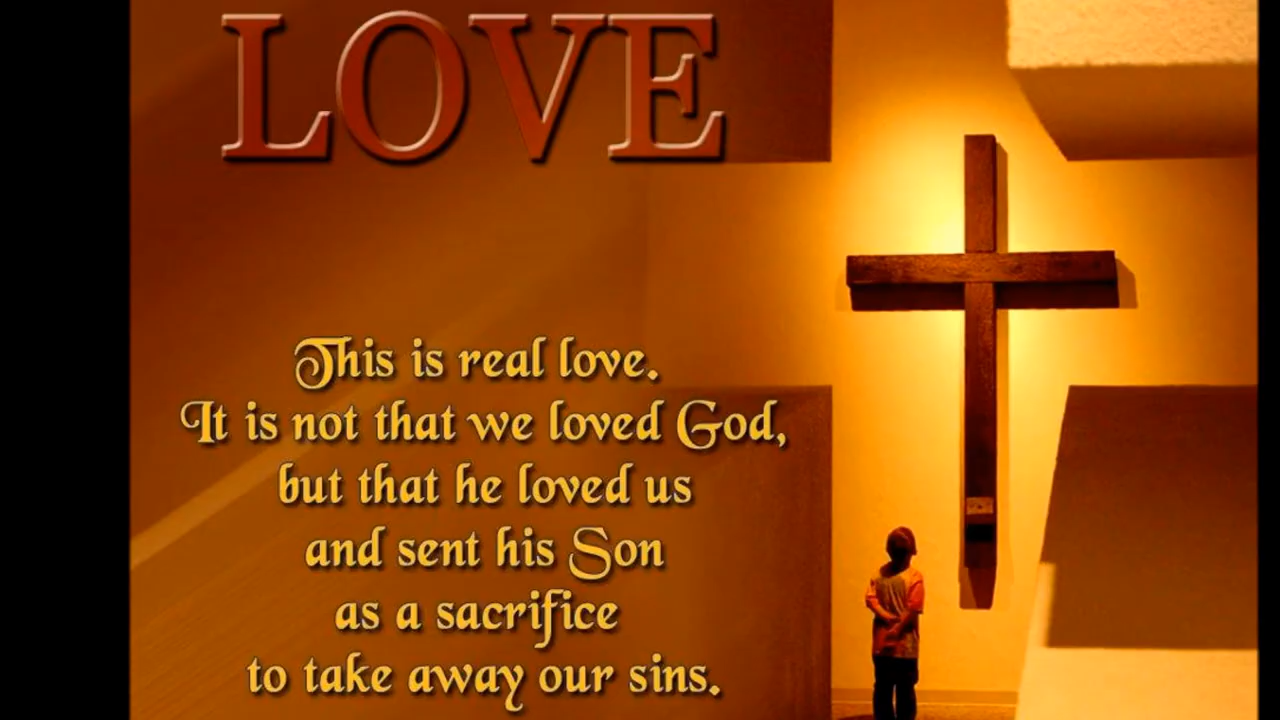 LOVE
This is real love.
It is not that we loved God,
but that he loved us
and sent his Son
as a sacrifice
to take away our sins.